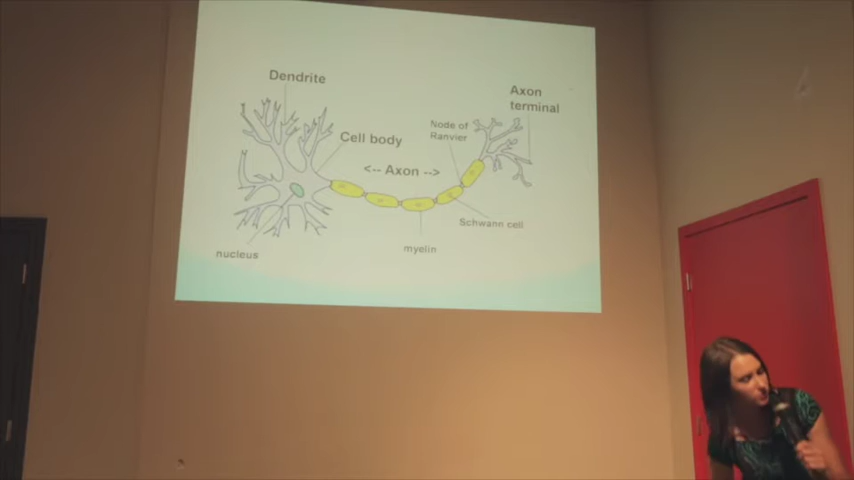 Dendrite
Axon
terminal
Node of
Ranvier
Cell body
<-- Axon -->
Schwann cell
myelin
nucleus